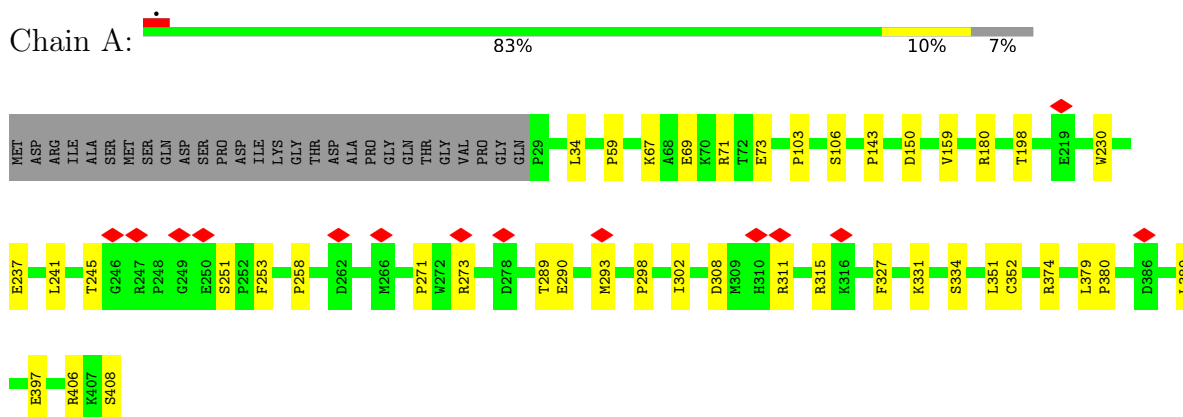 Chain A:
83% 10% 7%
MET ASP ARG ILE ALA SER MET SER GLN ASP SER PRO ASP ILE LYS GLY THR ASP ALA PRO GLY GLN THR GLY VAL PRO GLY GLN P29 L34 P59 K67 A68 E69 K70 R71 T72 E73 P103 S106 P143 D150 V159 R180 T198 E219 W230
E237 L241 T245 G246 R247 P248 G249 E250 S251 P252 F253 P258 D262 M266 P271 W272 R273 D278 T289 E290 M293 P298 I302 D308 M309 H310 R311 R315 K316 F327 K331 S334 L351 C352 R374 L379 P380 D386
E397 R406 K407 S408